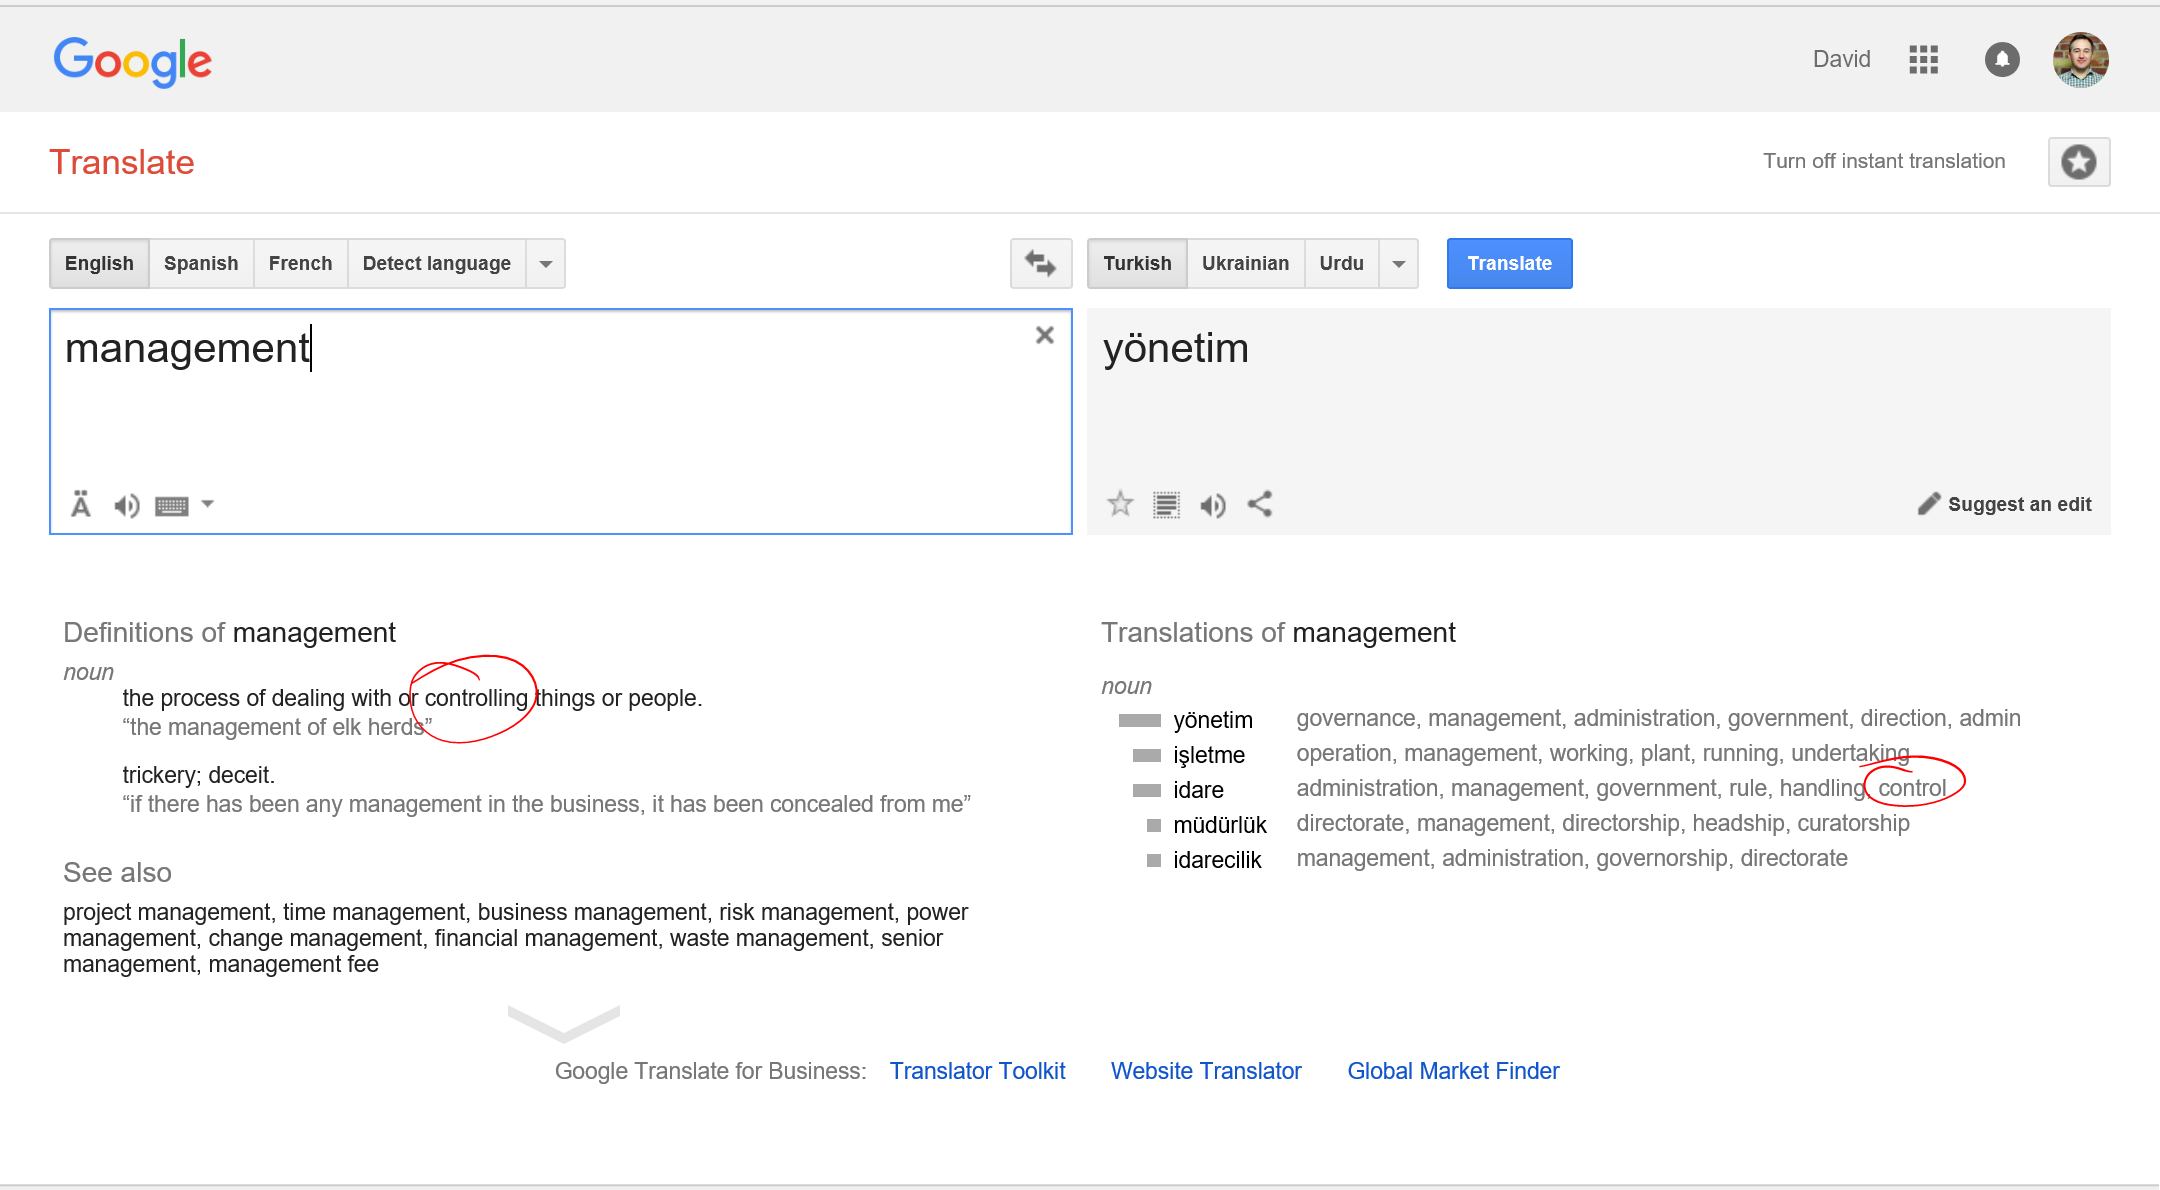 Google
David
Translate
Turn off instant translation
English Spanish French Detect language
Turkish Ukrainian Urdu Translate
management
yönetim
Ä
Suggest an edit
Definitions of management
noun
the process of dealing with or controlling things or people.
“the management of elk herds”
trickery; deceit.
“if there has been any management in the business, it has been concealed from me”
See also
project management, time management, business management, risk management, power
management, change management, financial management, waste management, senior
management, management fee
Translations of management
noun
yönetim governance, management, administration, government, direction, admin
işletme operation, management, working, plant, running, undertaking
idare administration, management, government, rule, handling, control
müdürlük directorate, management, directorship, headship, curatorship
idarecilik management, administration, governorship, directorate
Google Translate for Business: Translator Toolkit Website Translator Global Market Finder